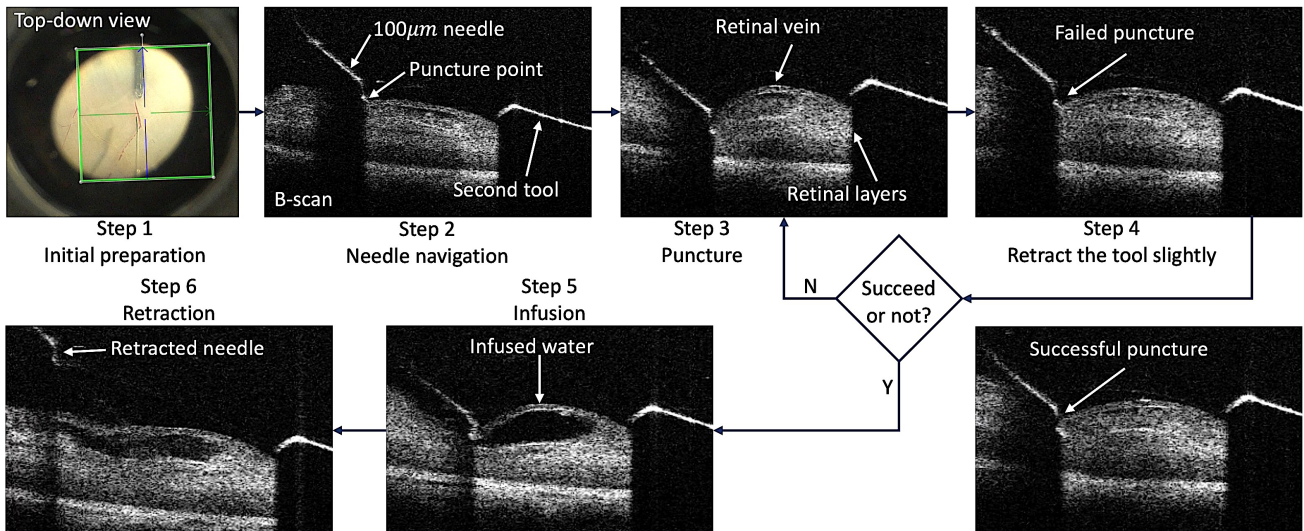 Top-down view
100μm needle
Puncture point
Second tool
B-scan
Retinal vein
Retinal layers
Failed puncture
Step 1
Initial preparation
Step 2
Needle navigation
Step 3
Puncture
Step 4
Retract the tool slightly
Succeed
or not?
N
Y
Step 6
Retraction
Step 5
Infusion
Retracted needle
Infused water
Successful puncture